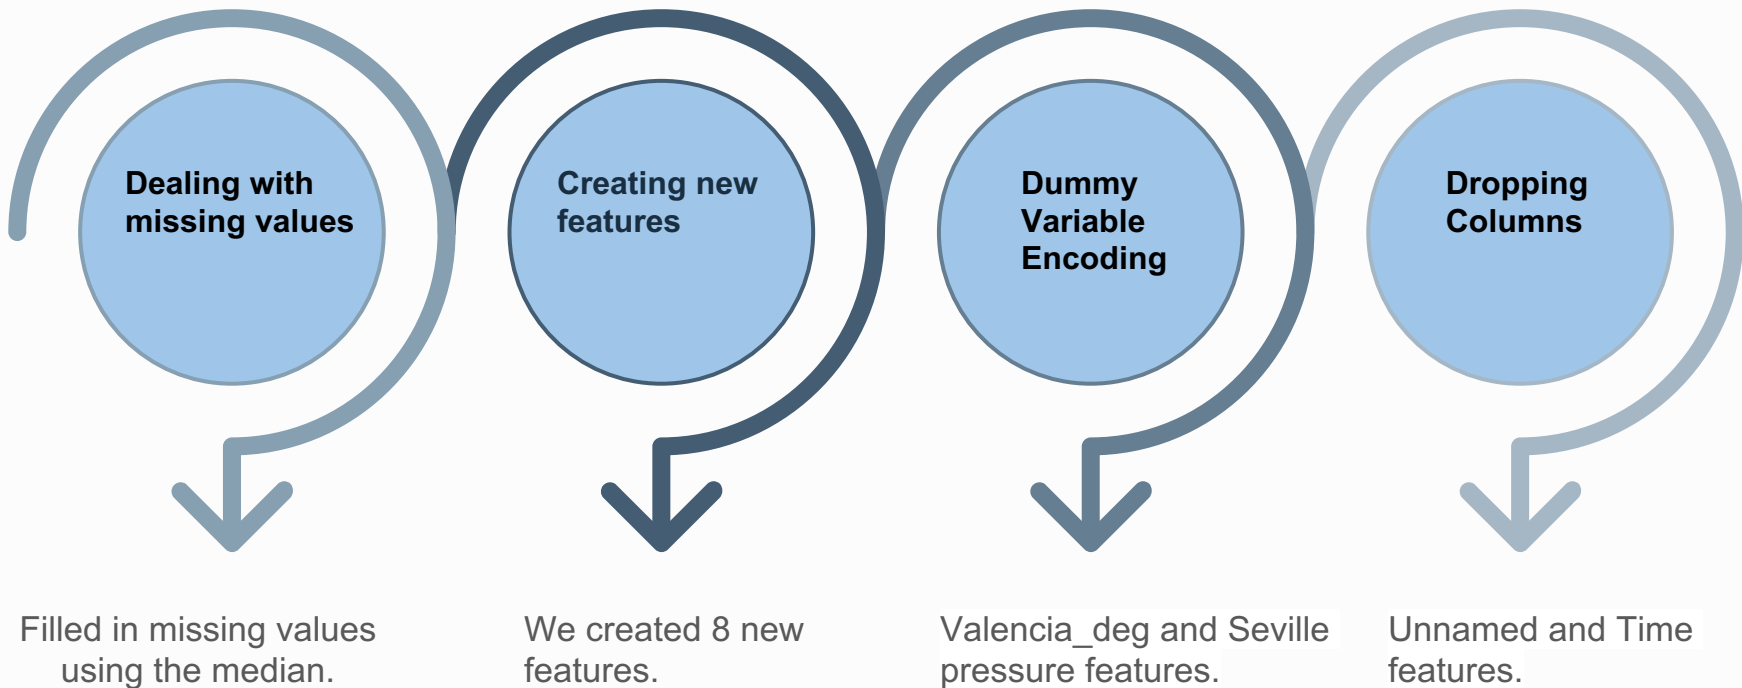 Dealing with
missing values
Creating new
features
Dummy
Variable
Encoding
Dropping
Columns
Filled in missing values
using the median.
We created 8 new
features.
Valencia_deg and Seville
pressure features.
Unnamed and Time
features.